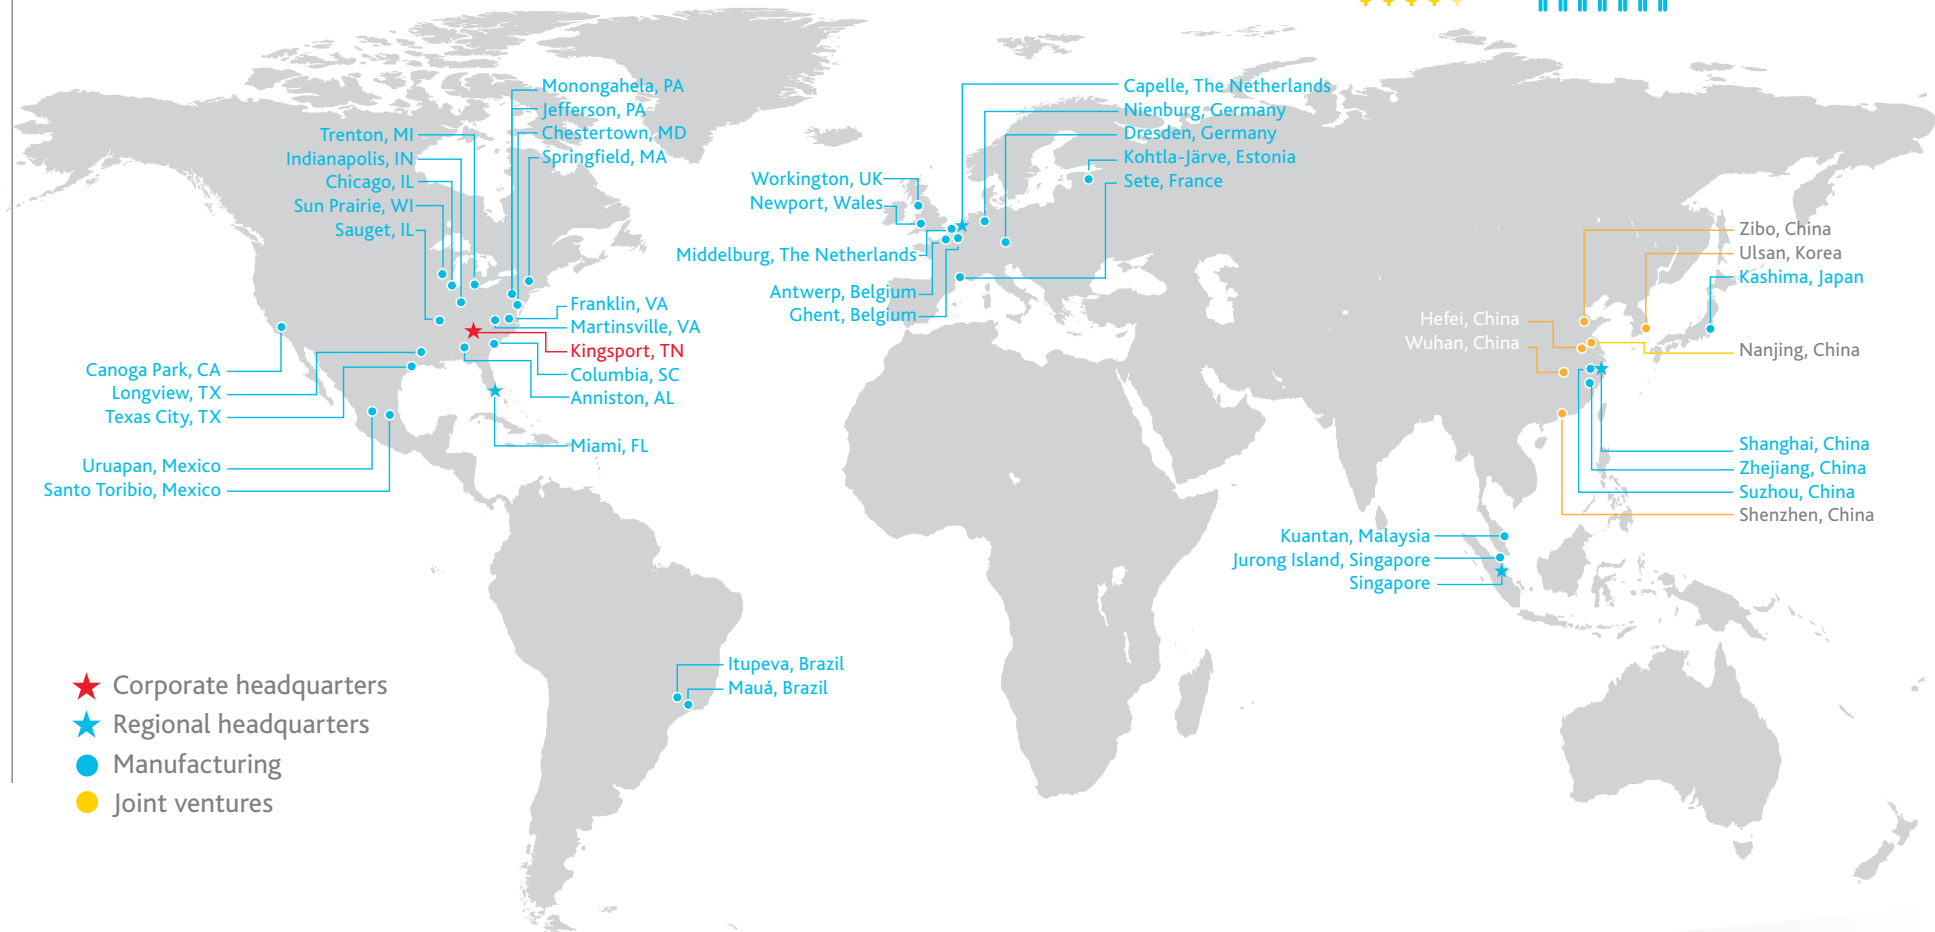 Monongahela, PA
Jefferson, PA
Chestertown, MD
Springfield, MA
Trenton, MI
Indianapolis, IN
Chicago, IL
Sun Prairie, WI
Sauget, IL
Franklin, VA
Martinsville, VA
Kingsport, TN
Columbia, SC
Anniston, AL
Miami, FL
Canoga Park, CA
Longview, TX
Texas City, TX
Uruapan, Mexico
Santo Toribio, Mexico
Itupeva, Brazil
Mauá, Brazil
Capelle, The Netherlands
Nienburg, Germany
Dresden, Germany
Kohtla-Järve, Estonia
Sete, France
Workington, UK
Newport, Wales
Middelburg, The Netherlands
Antwerp, Belgium
Ghent, Belgium
Zibo, China
Ulsan, Korea
Kashima, Japan
Hefei, China
Wuhan, China
Nanjing, China
Shanghai, China
Zhejiang, China
Suzhou, China
Shenzhen, China
Kuantan, Malaysia
Jurong Island, Singapore
Singapore
Corporate headquarters
Regional headquarters
Manufacturing
Joint ventures